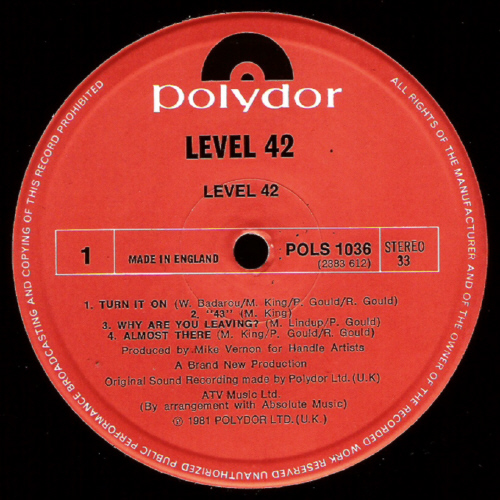 polydor
LEVEL 42
LEVEL 42
1
MADE IN ENGLAND
POLS 1036
(2383 612)
STEREO
33
1. TURN IT ON (W. Badarou/M. King/P. Gould/R. Gould)
2. "43" (M. King)
3. WHY ARE YOU LEAVING? (M. Lindup/P. Gould)
4. ALMOST THERE (M. King/P. Gould/R. Gould)
Produced by Mike Vernon for Handle Artists
A Brand New Production
Original Sound Recording made by Polydor Ltd. (U.K)
ATV Music Ltd.
(By arrangement with Absolute Music)
℗ 1981 POLYDOR LTD. (U.K.)
ALL RIGHTS OF THE MANUFACTURER AND OF THE OWNER OF THE RECORDED WORK RESERVED UNAUTHORIZED PUBLIC PERFORMANCE BROADCASTING AND COPYING OF THIS RECORD PROHIBITED